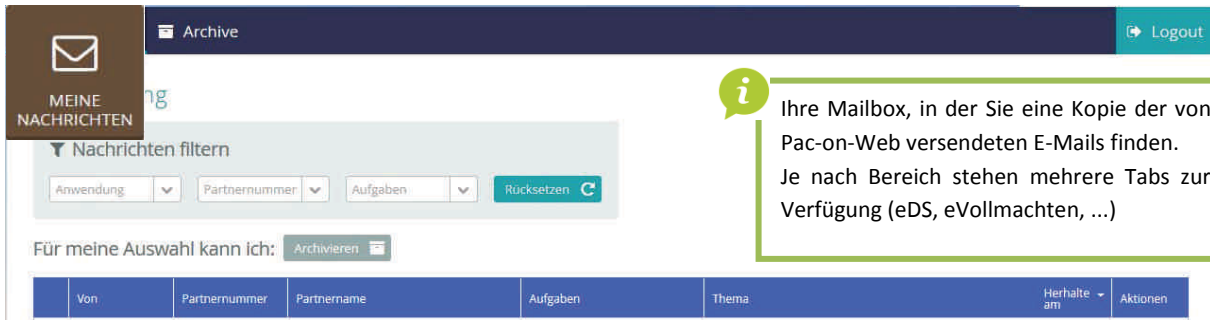 Archive
Logout
MEINE
NACHRICHTEN
ng
Nachrichten filtern
Anwendung
Partnernummer
Aufgaben
Rücksetzen
Für meine Auswahl kann ich:
Archivieren
i
Ihre Mailbox, in der Sie eine Kopie der von
Pac-on-Web versendeten E-Mails finden.
Je nach Bereich stehen mehrere Tabs zur
Verfügung (eDS, eVollmachten, ...)
Von
Partnernummer
Partnername
Aufgaben
Thema
Herhalte
am
Aktionen